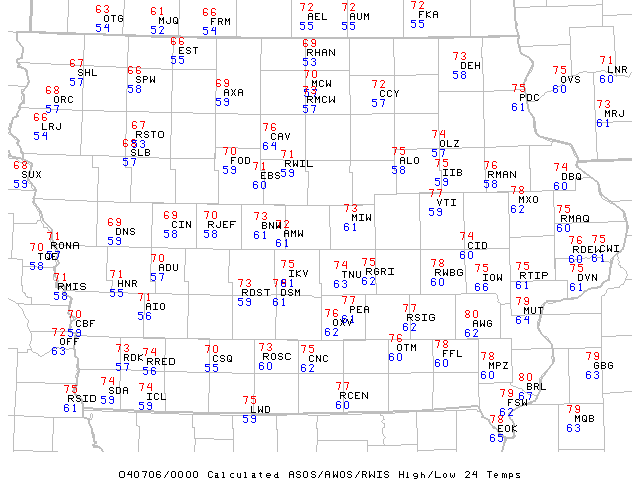 63 OTG 54
61 MJQ 52
66 FRM 54
72 AEL 55
72 AUM 55
72 FKA 55
66 EST 55
69 RHAN 53
73 DEH 58
75 OVS 60
71 LNR 60
67 SHL 57
66 SPW 58
69 AXA 59
70 MCW
RMCW 57
72 CCY 57
75 PDC 61
73 MRJ 61
68 ORC 57
66 LRJ 54
67 RSTO 53
68 SLB 57
76 CAV 64
74 OLZ 57
68 SUX 59
70 FOD 59
71 EBS 60
71 RWIL 59
75 ALO 58
75 IIB 59
76 RMAN 58
74 DBQ 60
77 VTI 59
78 MXO 62
69 DNS 59
69 CIN 58
70 RJEF 58
73 BNW 61
72 AMW 61
73 MIW 61
75 RMAQ 60
71 RONA 57
70 58
74 CID 60
76 RDEW 60
75 CWI 61
70 ADU 57
71 RMIS 58
71 HNR 55
75 IKV 61
74 TNU 63
75 RGRI 62
78 RWBG 60
75 IOW 66
75 RTIP 61
75 DVN 61
73 RDST 59
DSM 61
71 AIO 56
77 PEA 61
76 OXV 62
77 RSIG 62
80 AWG 62
79 MUT 64
70 CBF 59
72 OFF 63
73 RDK 57
74 RRED 56
70 CSQ 55
73 ROSC 60
75 CNC 62
76 OTM 60
78 FFL 60
78 MPZ 60
79 GBG 63
75 RSID 61
74 SDA 59
74 ICL 59
75 LWD 59
77 RCEN 60
80 BRL 67
79 FSW 62
78 EOK 65
79 MQB 63
040706/0000 Calculated ASOS/AWOS/RWIS High/Low 24 Temps